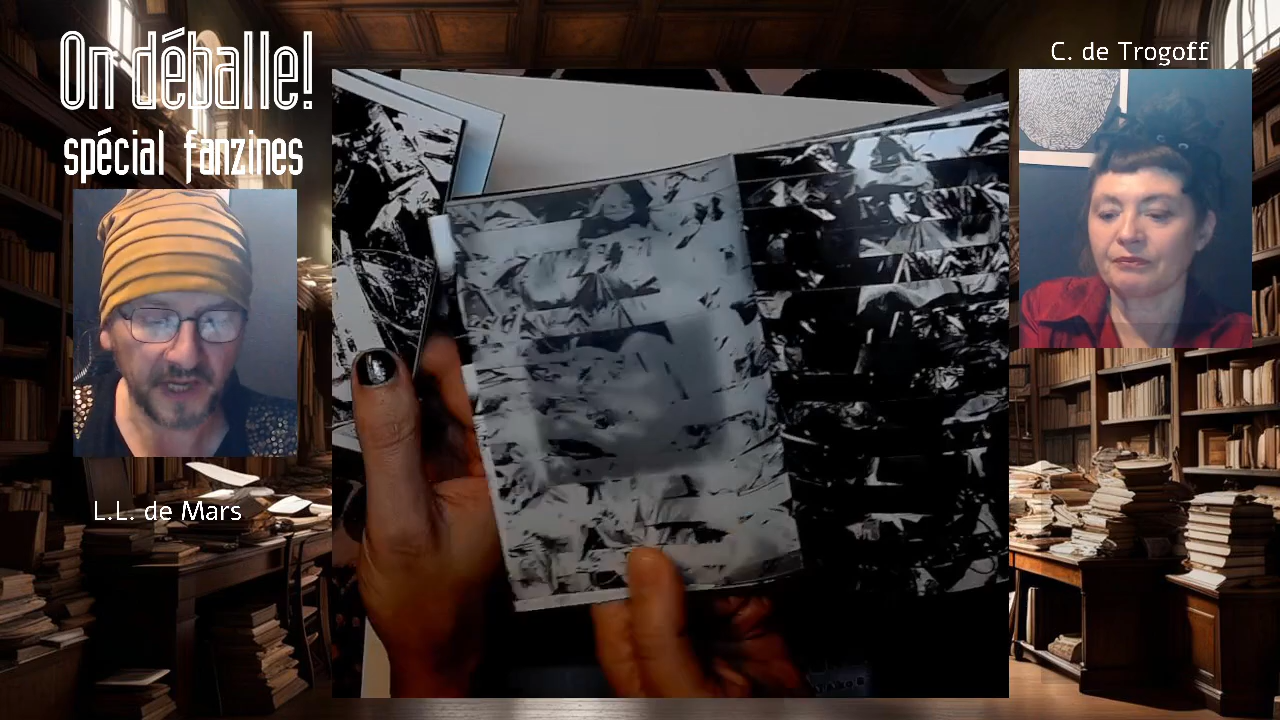 On déballe!
spécial fanzines
C. de Trogoff
L.L. de Mars